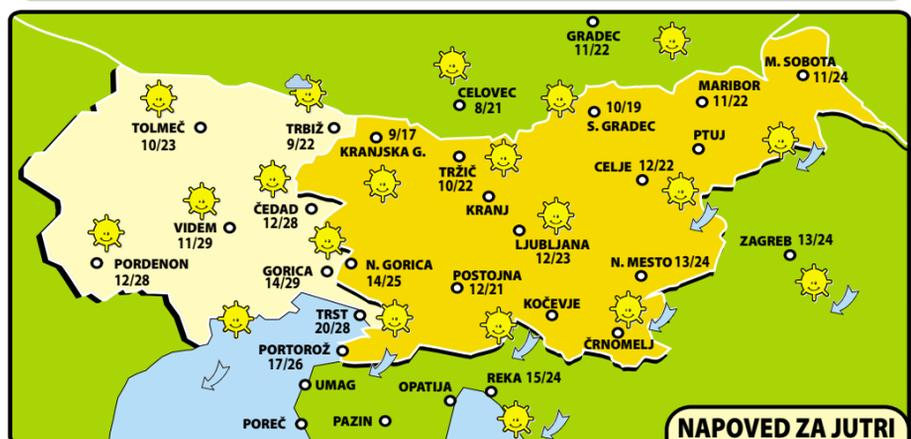 GRADEC
11/22
M. SOBOTA
11/24
CELOVEC
8/21
MARIBOR
11/22
10/19
S. GRADEC
TOLMEČ
10/23
TRBIŽ
9/22
9/17
KRANJSKA G.
PTUJ
TRŽIČ
10/22
CELJE 12/22
KRANJ
ČEDAD
12/28
VIDEM
11/29
LJUBLJANA
12/23
ZAGREB 13/24
PORDENON
12/28
GORICA
14/29
N. GORICA
14/25
N. MESTO 13/24
POSTOJNA
12/21
KOČEVJE
TRST
20/28
ČRNOMELJ
PORTOROŽ
17/26
UMAG
OPATIJA
REKA 15/24
POREČ
PAZIN
NAPOVED ZA JUTRI